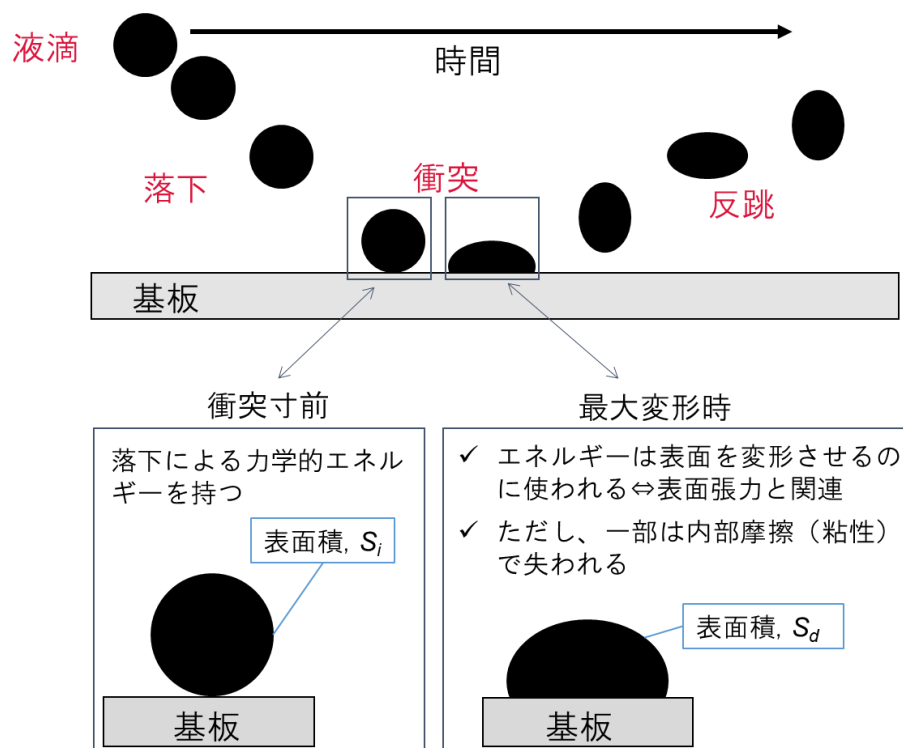 液滴
時間
落下
衝突
反跳
基板
衝突寸前
落下による力学的エネル
ギーを持つ
表面積, Si
基板
最大変形時
✓ エネルギーは表面を変形させるの
に使われる⇔表面張力と関連
✓ ただし、一部は内部摩擦（粘性）
で失われる
表面積, Sd
基板